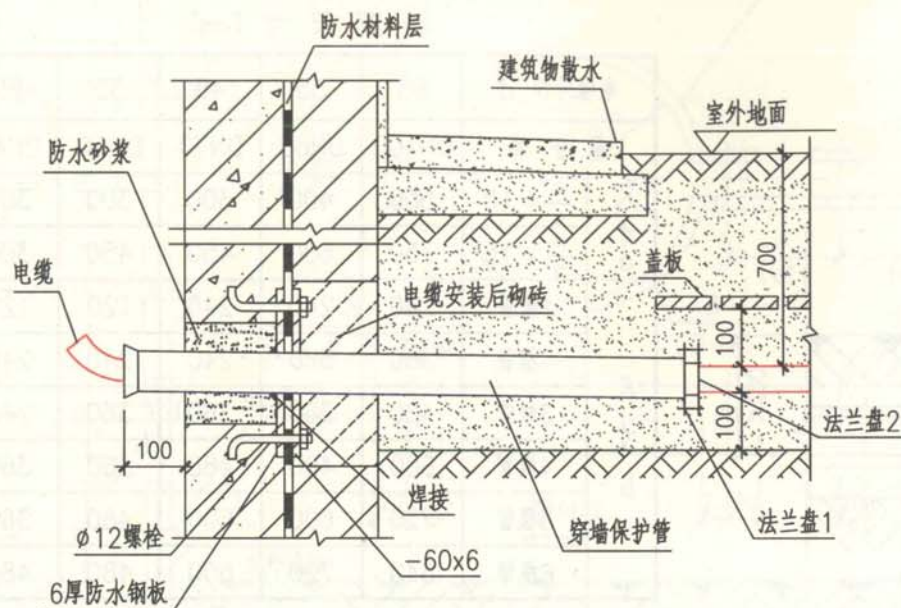 防水材料层
建筑物散水
室外地面
防水砂浆
电缆
盖板
700
电缆安装后砌砖
100
100
法兰盘2
100
焊接
穿墙保护管
法兰盘1
φ12螺栓
-60x6
6厚防水钢板